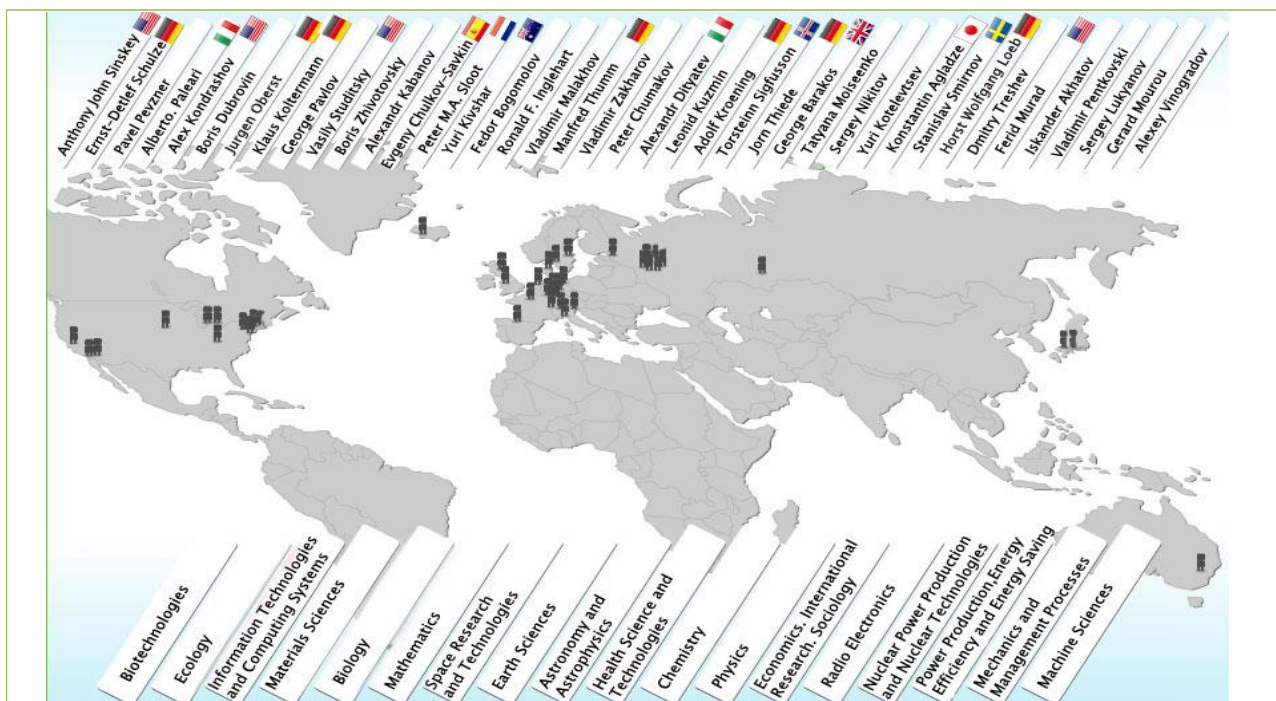 Anthony John Sinskey
Ernst-Detlef Schulze
Pavel Pevzner
Alberto. Paleari
Alex Kondrashov
Boris Dubrovin
Jurgen Oberst
Klaus Koltermann
George Pavlov
Vasily Studitsky
Boris Zhivotovsky
Alexandr Kabanov
Evgeny Chulkov-Savkin
Peter M.A. Sloot
Yuri Kivshar
Fedor Bogomolov
Ronald F. Inglehart
Vladimir Malakhov
Manfred Thumm
Vladimir Zakharov
Peter Chumakov
Alexandr Dityatev
Leonid Kuzmin
Adolf Kroening
Torsteinn Sigfusson
Jorn Thiede
George Barakos
Tatyana Moiseenko
Sergey Nikitov
Yuri Kotelevtsev
Konstantin Agladze
Stanislav Smirnov
Horst Wolfgang Loeb
Dmitry Treshev
Ferid Murad
Iskander Akhatov
Vladimir Pentkovski
Sergey Lukyanov
Gerard Mourou
Alexey Vinogradov
Biotechnologies
Ecology
Information Technologies
and Computing Systems
Materials Sciences
Biology
Mathematics
Space Research
and Technologies
Earth Sciences
Astronomy and
Astrophysics
Health Science and
Technologies
Chemistry
Physics
Economics. International
Research. Sociology
Radio Electronics
Nuclear Power Production
and Nuclear Technologies
Power Production,Energy
Efficiency and Energy Saving
Mechanics and
Management Processes
Machine Sciences